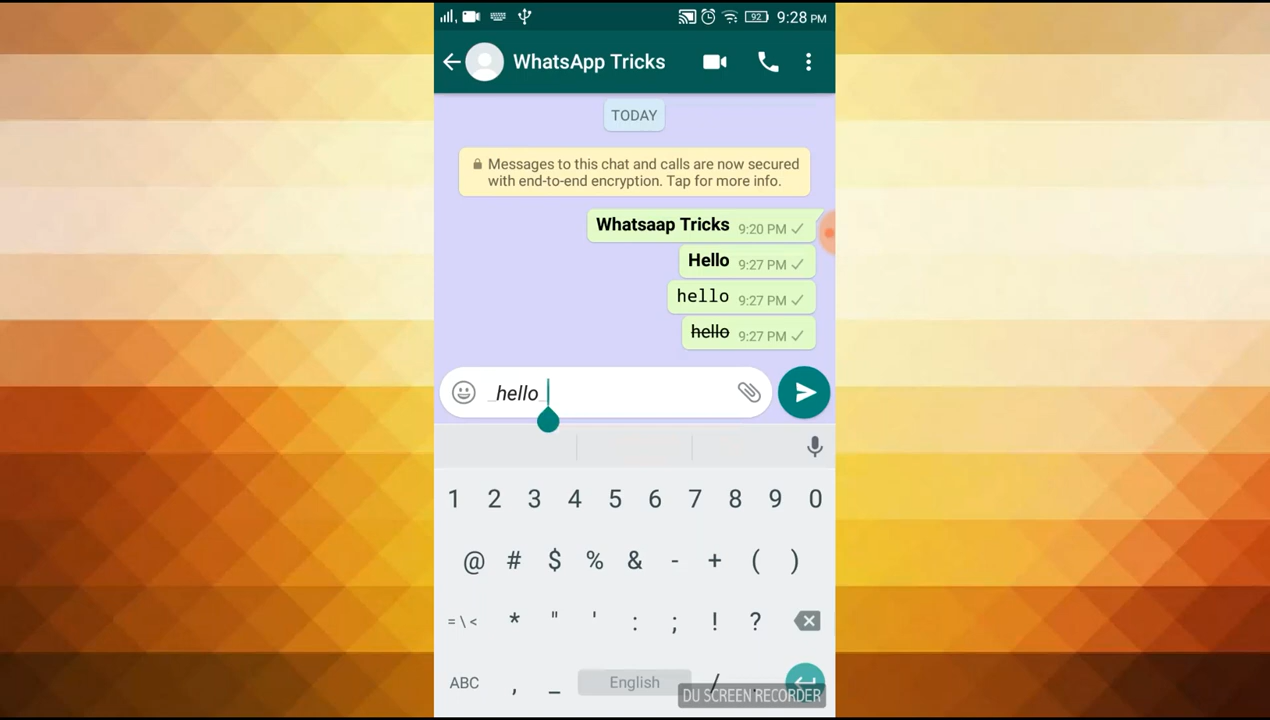 92 9:28 PM
WhatsApp Tricks
TODAY
Messages to this chat and calls are now secured
with end-to-end encryption. Tap for more info.
Whatsaap Tricks 9:20 PM
Hello 9:27 PM
hello 9:27 PM
hello 9:27 PM
_hello_
1 2 3 4 5 6 7 8 9 0
@ # $ % & - + ( )
= \ < * " ' : ; ! ?
ABC , _ English / .
DU SCREEN RECORDER